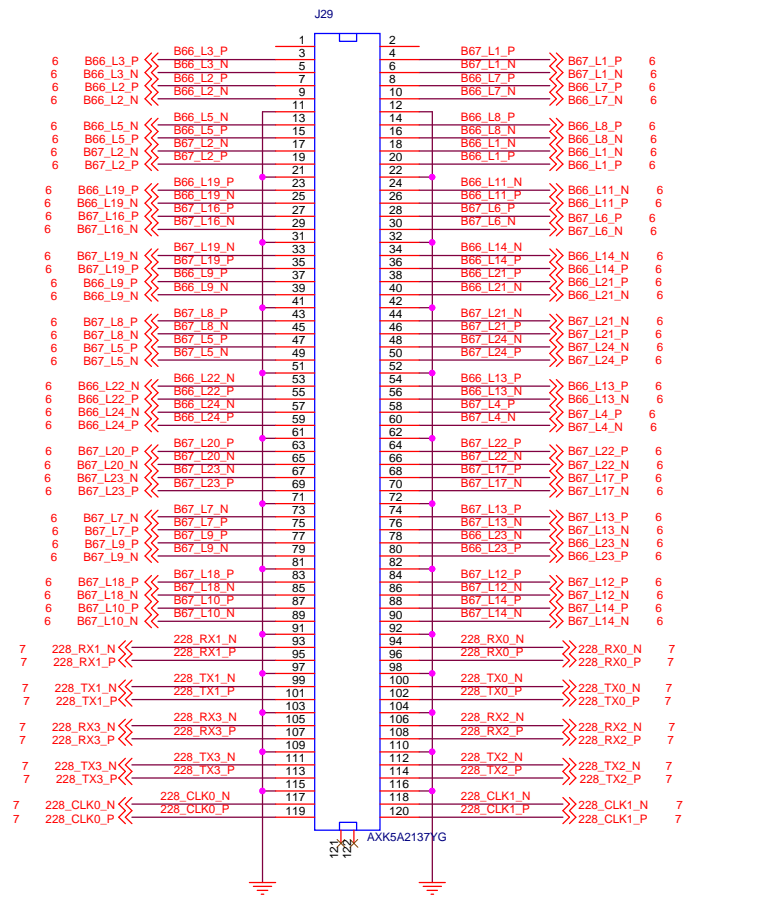 J29
1 2
6 B66_L3_P B66_L3_P 3 4 B67_L1_P B67_L1_P 6
6 B66_L3_N B66_L3_N 5 6 B67_L1_N B67_L1_N 6
6 B66_L2_P B66_L2_P 7 8 B66_L7_P B66_L7_P 6
6 B66_L2_N B66_L2_N 9 10 B66_L7_N B66_L7_N 6
11 12
6 B66_L5_N B66_L5_N 13 14 B66_L8_P B66_L8_P 6
6 B66_L5_P B66_L5_P 15 16 B66_L8_N B66_L8_N 6
6 B67_L2_N B67_L2_N 17 18 B66_L1_N B66_L1_N 6
6 B67_L2_P B67_L2_P 19 20 B66_L1_P B66_L1_P 6
21 22
6 B66_L19_P B66_L19_P 23 24 B66_L11_N B66_L11_N 6
6 B66_L19_N B66_L19_N 25 26 B66_L11_P B66_L11_P 6
6 B67_L16_P B67_L16_P 27 28 B67_L6_P B67_L6_P 6
6 B67_L16_N B67_L16_N 29 30 B67_L6_N B67_L6_N 6
31 32
6 B67_L19_N B67_L19_N 33 34 B66_L14_N B66_L14_N 6
6 B67_L19_P B67_L19_P 35 36 B66_L14_P B66_L14_P 6
6 B66_L9_P B66_L9_P 37 38 B66_L21_P B66_L21_P 6
6 B66_L9_N B66_L9_N 39 40 B66_L21_N B66_L21_N 6
41 42
6 B67_L8_P B67_L8_P 43 44 B67_L21_N B67_L21_N 6
6 B67_L8_N B67_L8_N 45 46 B67_L21_P B67_L21_P 6
6 B67_L5_P B67_L5_P 47 48 B67_L24_N B67_L24_N 6
6 B67_L5_N B67_L5_N 49 50 B67_L24_P B67_L24_P 6
51 52
6 B66_L22_N B66_L22_N 53 54 B66_L13_P B66_L13_P 6
6 B66_L22_P B66_L22_P 55 56 B66_L13_N B66_L13_N 6
6 B66_L24_N B66_L24_N 57 58 B67_L4_P B67_L4_P 6
6 B66_L24_P B66_L24_P 59 60 B67_L4_N B67_L4_N 6
61 62
6 B67_L20_P B67_L20_P 63 64 B67_L22_P B67_L22_P 6
6 B67_L20_N B67_L20_N 65 66 B67_L22_N B67_L22_N 6
6 B67_L23_N B67_L23_N 67 68 B67_L17_P B67_L17_P 6
6 B67_L23_P B67_L23_P 69 70 B67_L17_N B67_L17_N 6
71 72
6 B67_L7_N B67_L7_N 73 74 B67_L13_P B67_L13_P 6
6 B67_L7_P B67_L7_P 75 76 B67_L13_N B67_L13_N 6
6 B67_L9_P B67_L9_P 77 78 B66_L23_N B66_L23_N 6
6 B67_L9_N B67_L9_N 79 80 B66_L23_P B66_L23_P 6
81 82
6 B67_L18_P B67_L18_P 83 84 B67_L12_P B67_L12_P 6
6 B67_L18_N B67_L18_N 85 86 B67_L12_N B67_L12_N 6
6 B67_L10_P B67_L10_P 87 88 B67_L14_P B67_L14_P 6
6 B67_L10_N B67_L10_N 89 90 B67_L14_N B67_L14_N 6
91 92
7 228_RX1_N 228_RX1_N 93 94 228_RX0_N 228_RX0_N 7
7 228_RX1_P 228_RX1_P 95 96 228_RX0_P 228_RX0_P 7
97 98
7 228_TX1_N 228_TX1_N 99 100 228_TX0_N 228_TX0_N 7
7 228_TX1_P 228_TX1_P 101 102 228_TX0_P 228_TX0_P 7
103 104
7 228_RX3_N 228_RX3_N 105 106 228_RX2_N 228_RX2_N 7
7 228_RX3_P 228_RX3_P 107 108 228_RX2_P 228_RX2_P 7
109 110
7 228_TX3_N 228_TX3_N 111 112 228_TX2_N 228_TX2_N 7
7 228_TX3_P 228_TX3_P 113 114 228_TX2_P 228_TX2_P 7
115 116
7 228_CLK0_N 228_CLK0_N 117 118 228_CLK1_N 228_CLK1_N 7
7 228_CLK0_P 228_CLK0_P 119 120 228_CLK1_P 228_CLK1_P 7
121 122 AXK5A2137YG